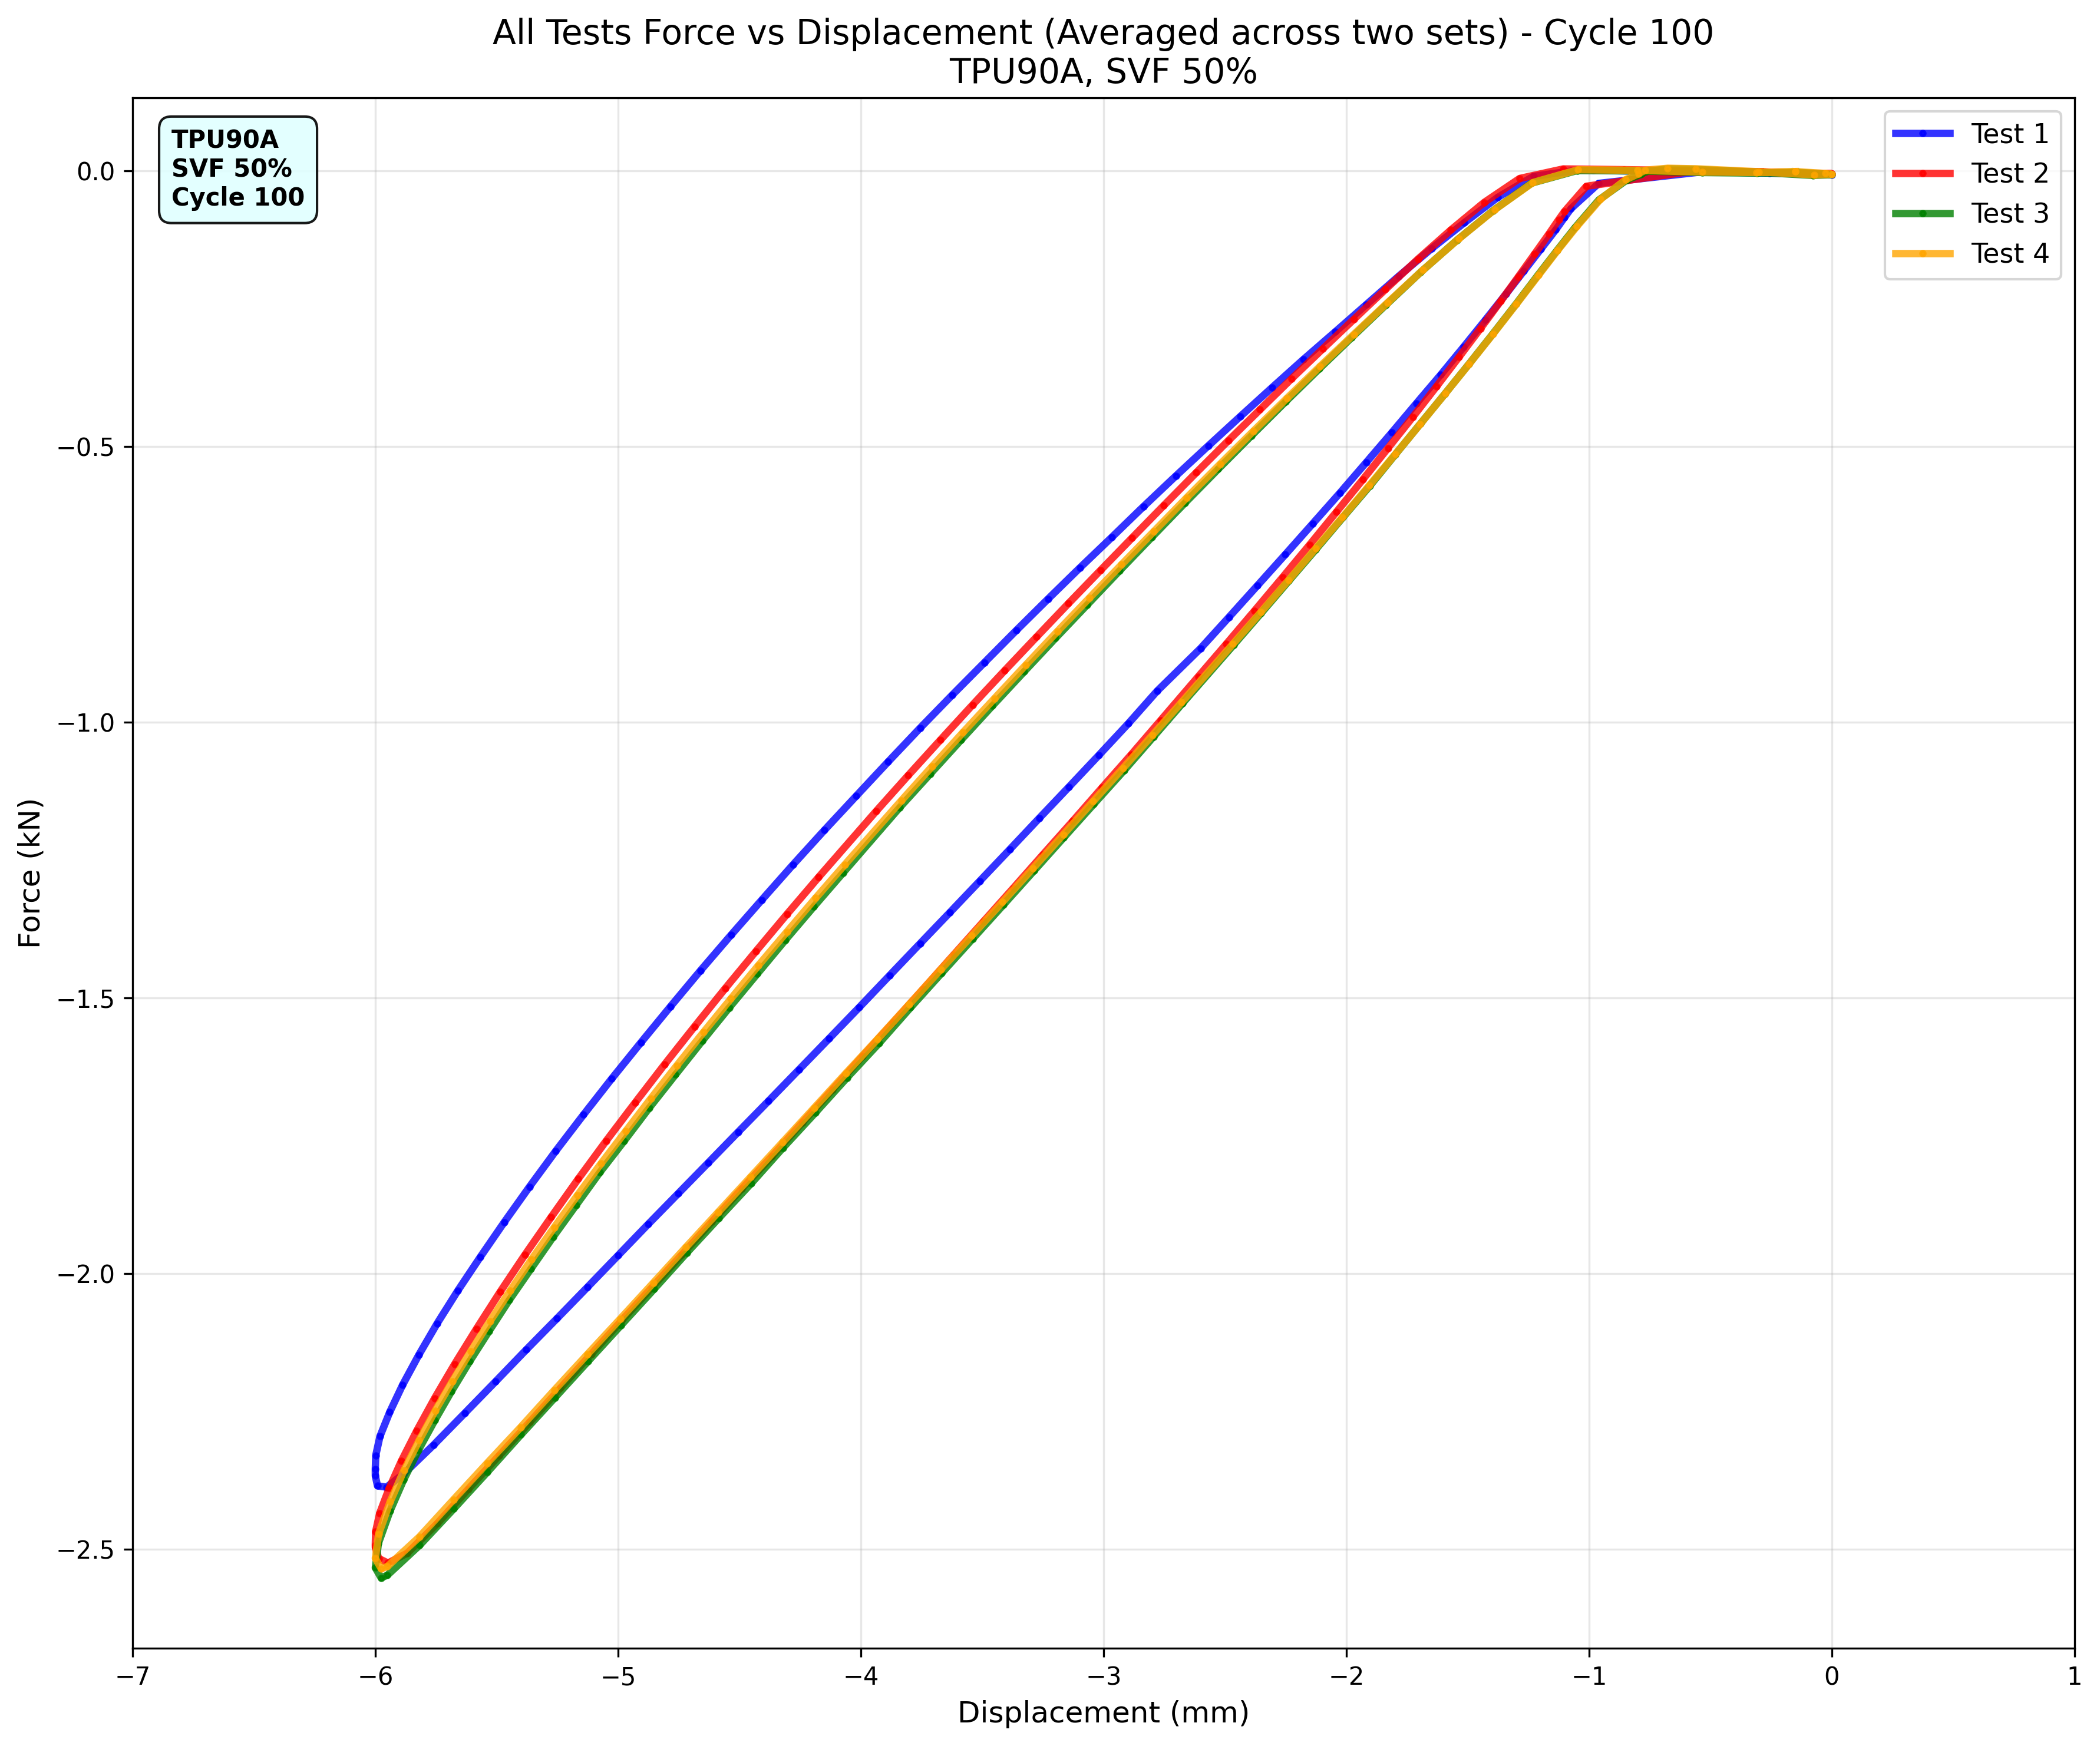 All Tests Force vs Displacement (Averaged across two sets) - Cycle 100
TPU90A, SVF 50%
TPU90A
SVF 50%
Cycle 100
Test 1
Test 2
Test 3
Test 4
0.0
−0.5
−1.0
−1.5
−2.0
−2.5
Force (kN)
−7 −6 −5 −4 −3 −2 −1 0 1
Displacement (mm)